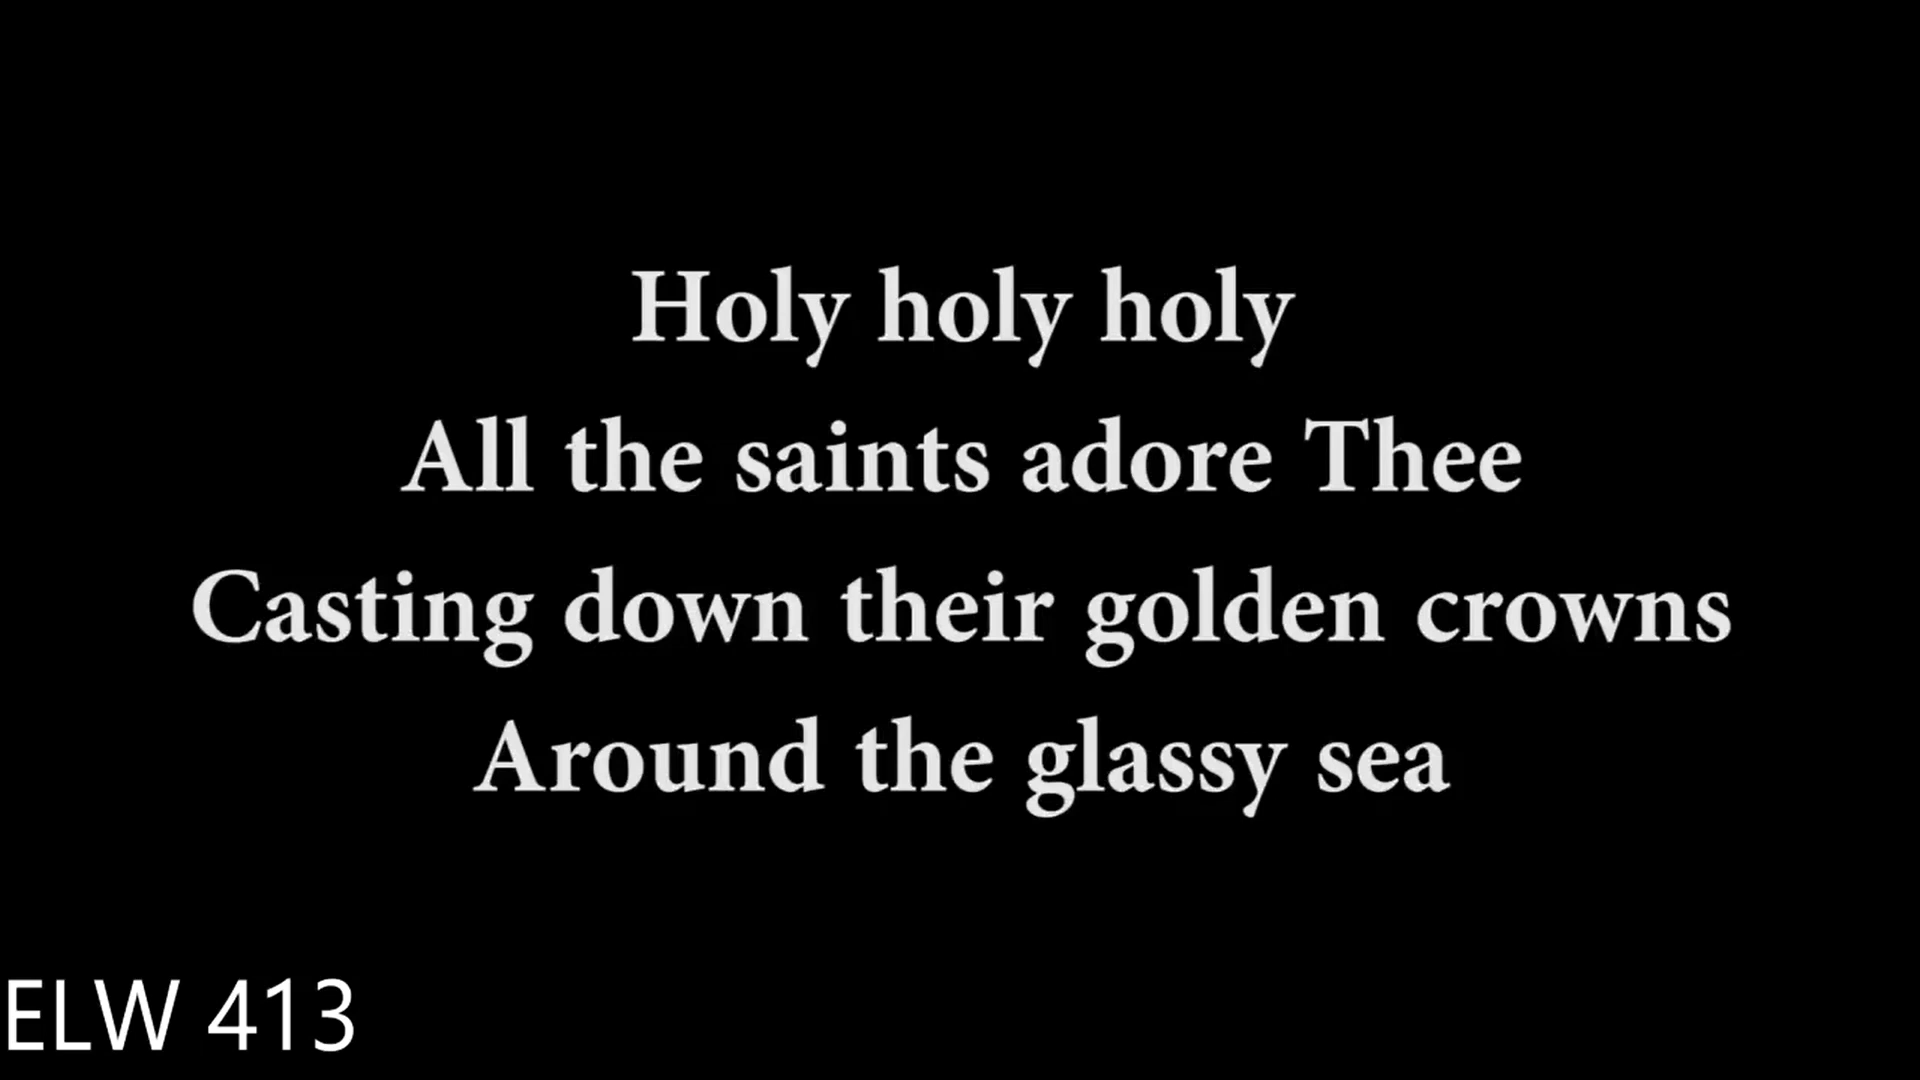 Holy holy holy
All the saints adore Thee
Casting down their golden crowns
Around the glassy sea
ELW 413